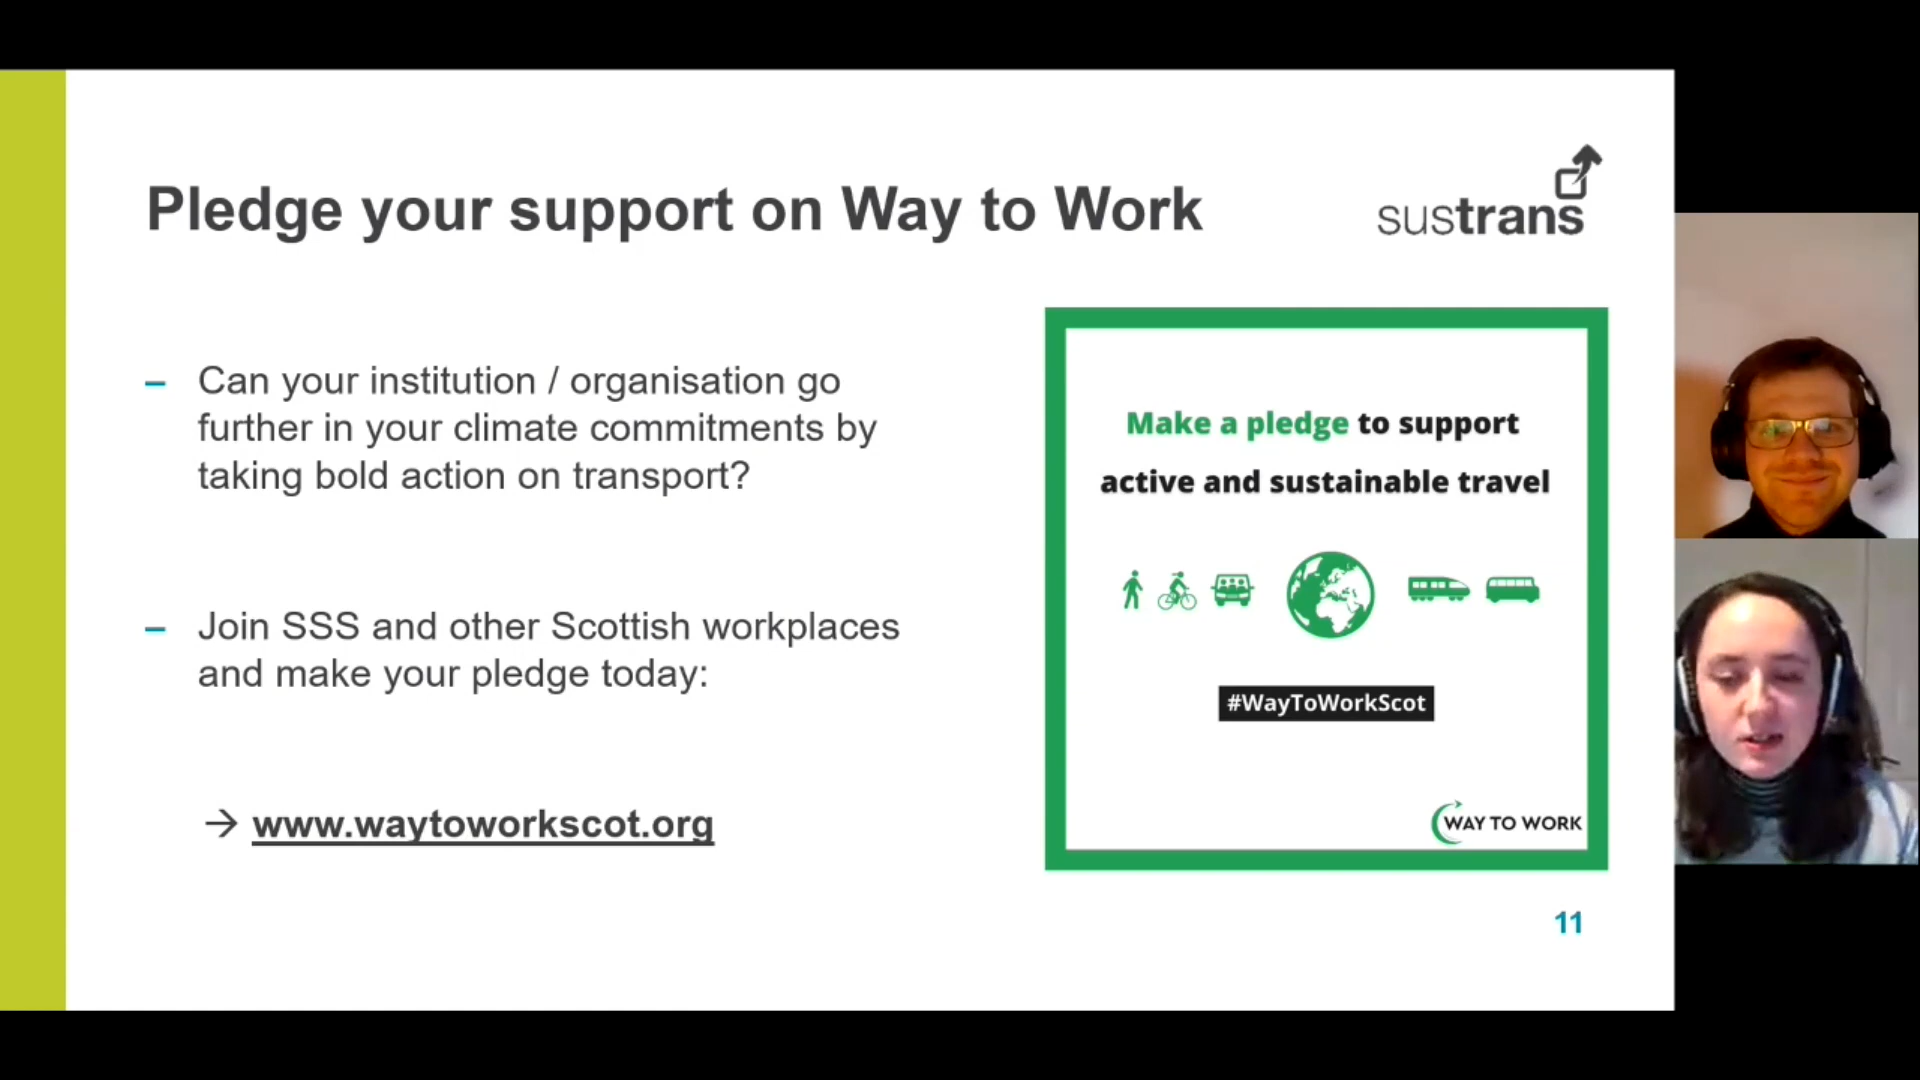 Pledge your support on Way to Work
sustrans
– Can your institution / organisation go
further in your climate commitments by
taking bold action on transport?
– Join SSS and other Scottish workplaces
and make your pledge today:
→ www.waytoworkscot.org
Make a pledge to support
active and sustainable travel
#WayToWorkScot
WAY TO WORK
11